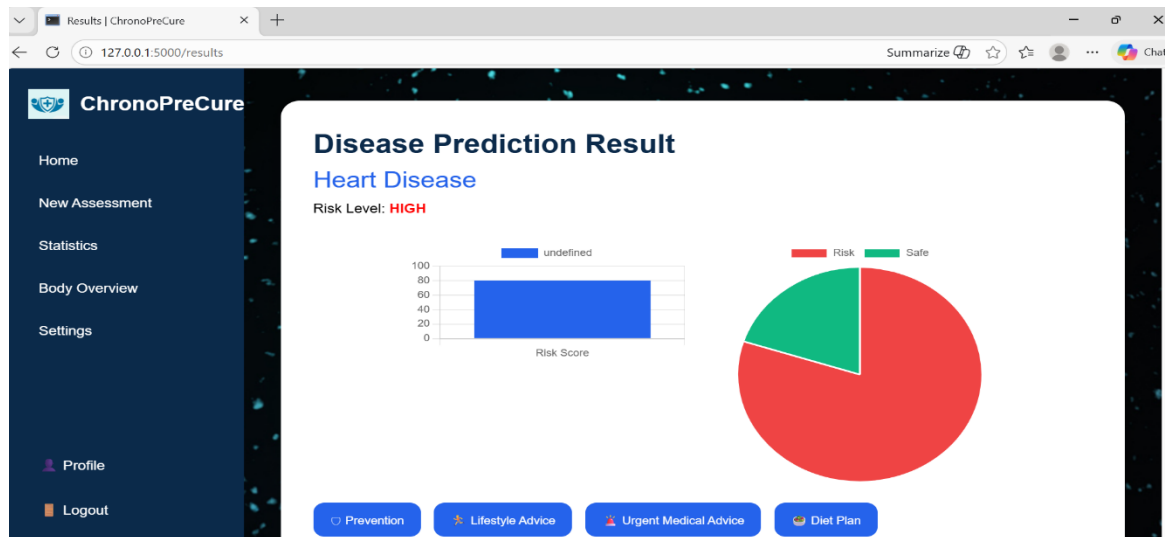 Results | ChronoPreCure
127.0.0.1:5000/results
Summarize
Chat
ChronoPreCure
Home
New Assessment
Statistics
Body Overview
Settings
Profile
Logout
Disease Prediction Result
Heart Disease
Risk Level: HIGH
undefined
100
80
60
40
20
0
Risk Score
Risk Safe
Prevention
Lifestyle Advice
Urgent Medical Advice
Diet Plan